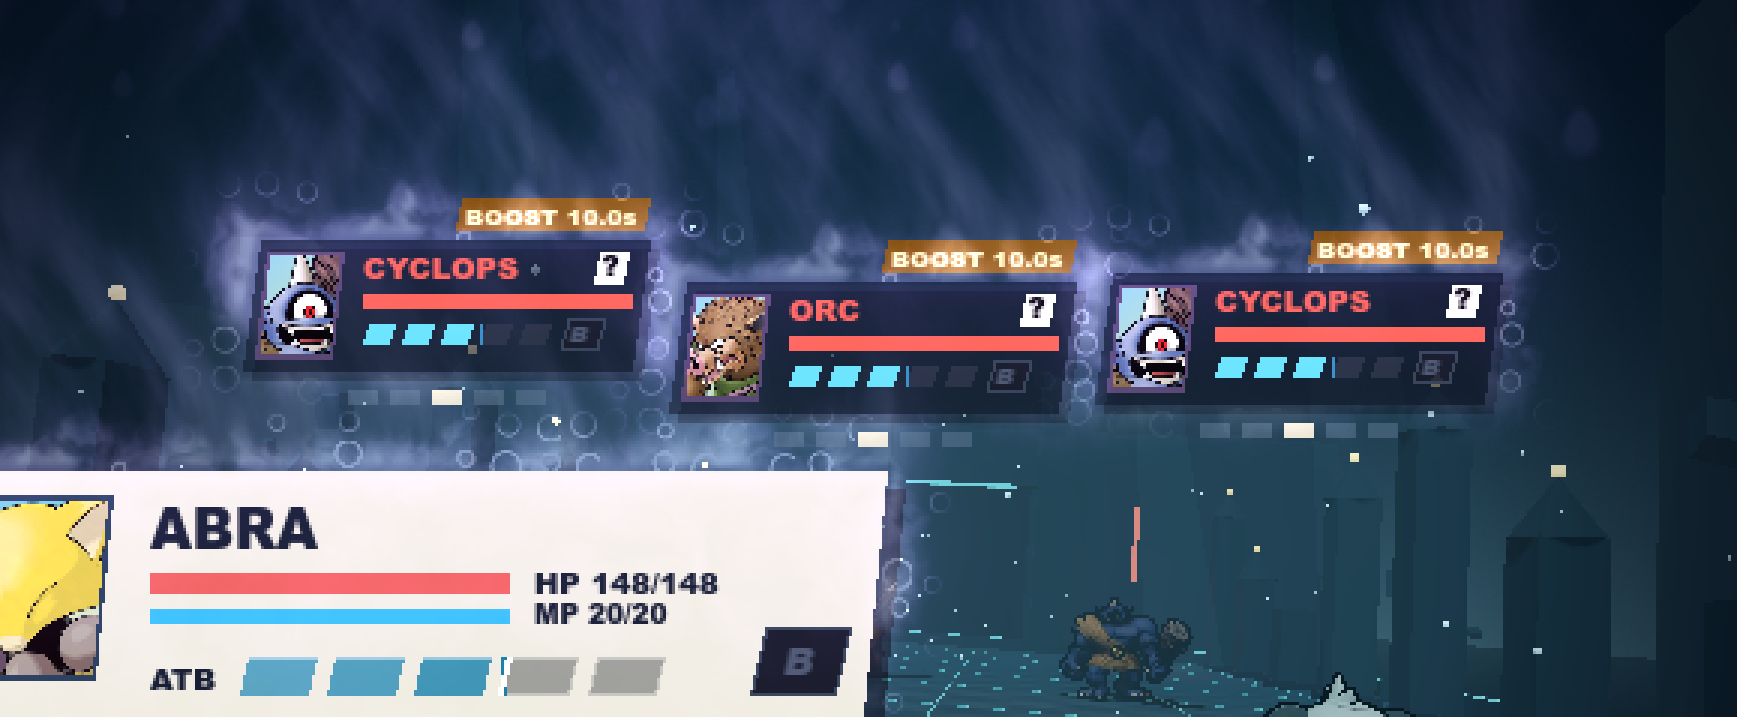 BOOST 10.0s
CYCLOPS ?
B
BOOST 10.0s
ORC ?
B
BOOST 10.0s
CYCLOPS ?
B
ABRA
HP 148/148
MP 20/20
ATB
B